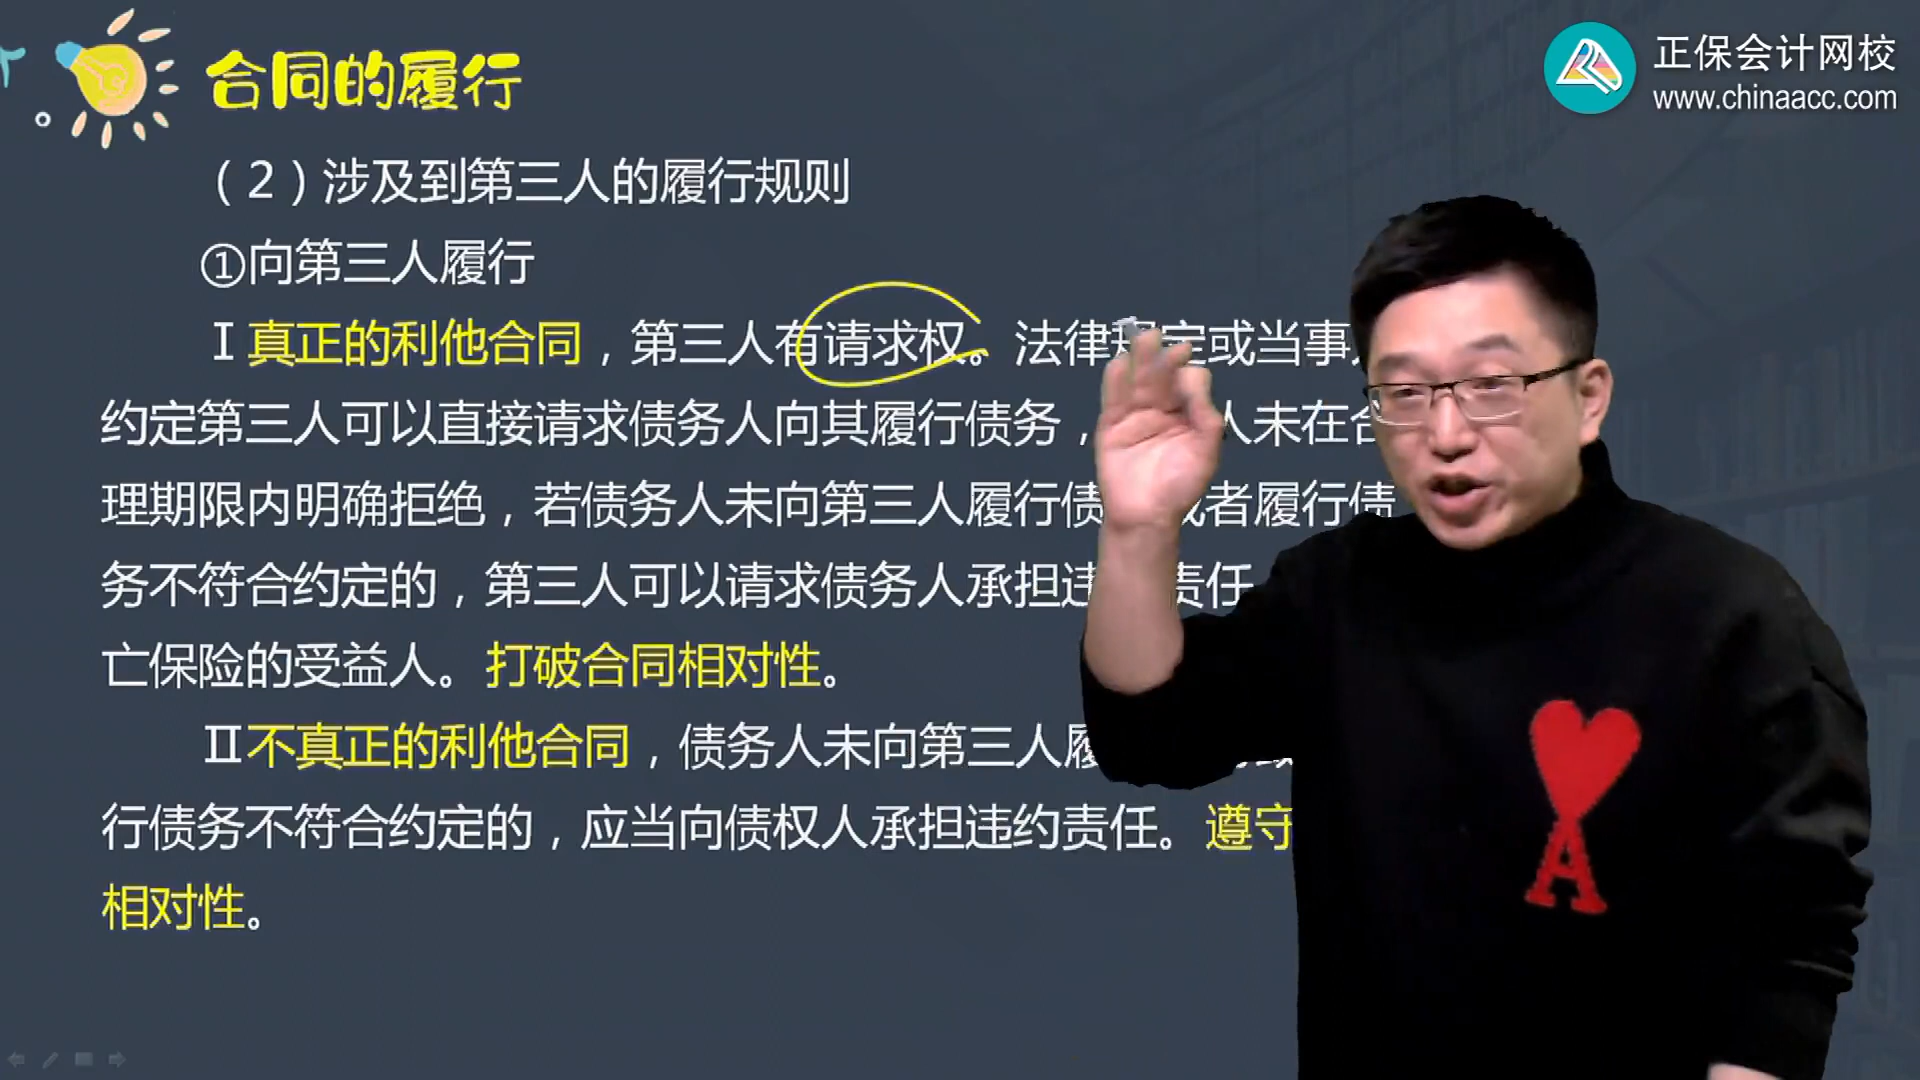 合同的履行
正保会计网校
www.chinaacc.com
（2）涉及到第三人的履行规则
①向第三人履行
Ⅰ真正的利他合同，第三人有请求权。法律规定或当事
约定第三人可以直接请求债务人向其履行债务，人未在合
理期限内明确拒绝，若债务人未向第三人履行债 或者履行债
务不符合约定的，第三人可以请求债务人承担违 责任
亡保险的受益人。打破合同相对性。
Ⅱ不真正的利他合同，债务人未向第三人履
行债务不符合约定的，应当向债权人承担违约责任。遵守
相对性。